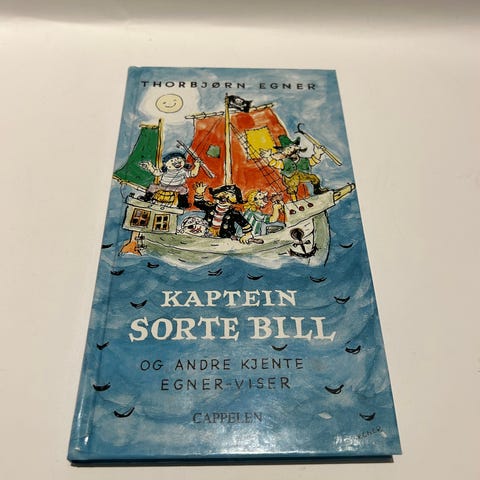 THORBJØRN EGNER
KAPTEIN
SORTE BILL
OG ANDRE KJENTE
EGNER-VISER
CAPPELEN